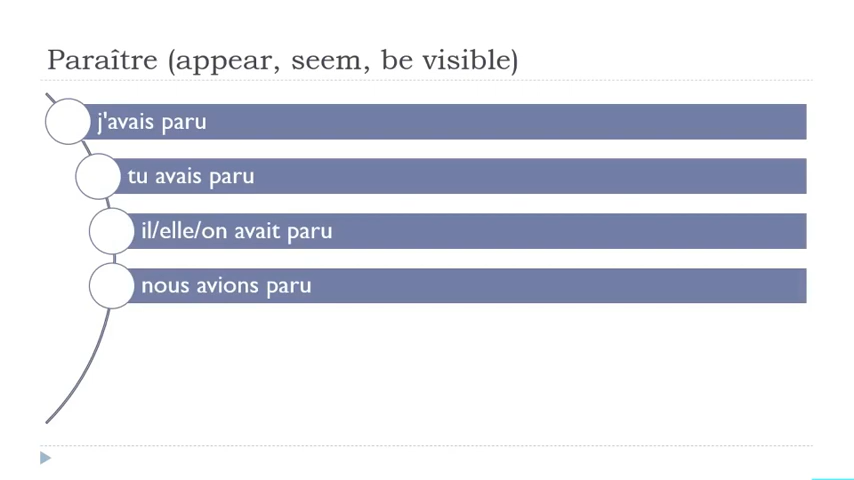 Paraître (appear, seem, be visible)
j'avais paru
tu avais paru
il/elle/on avait paru
nous avions paru